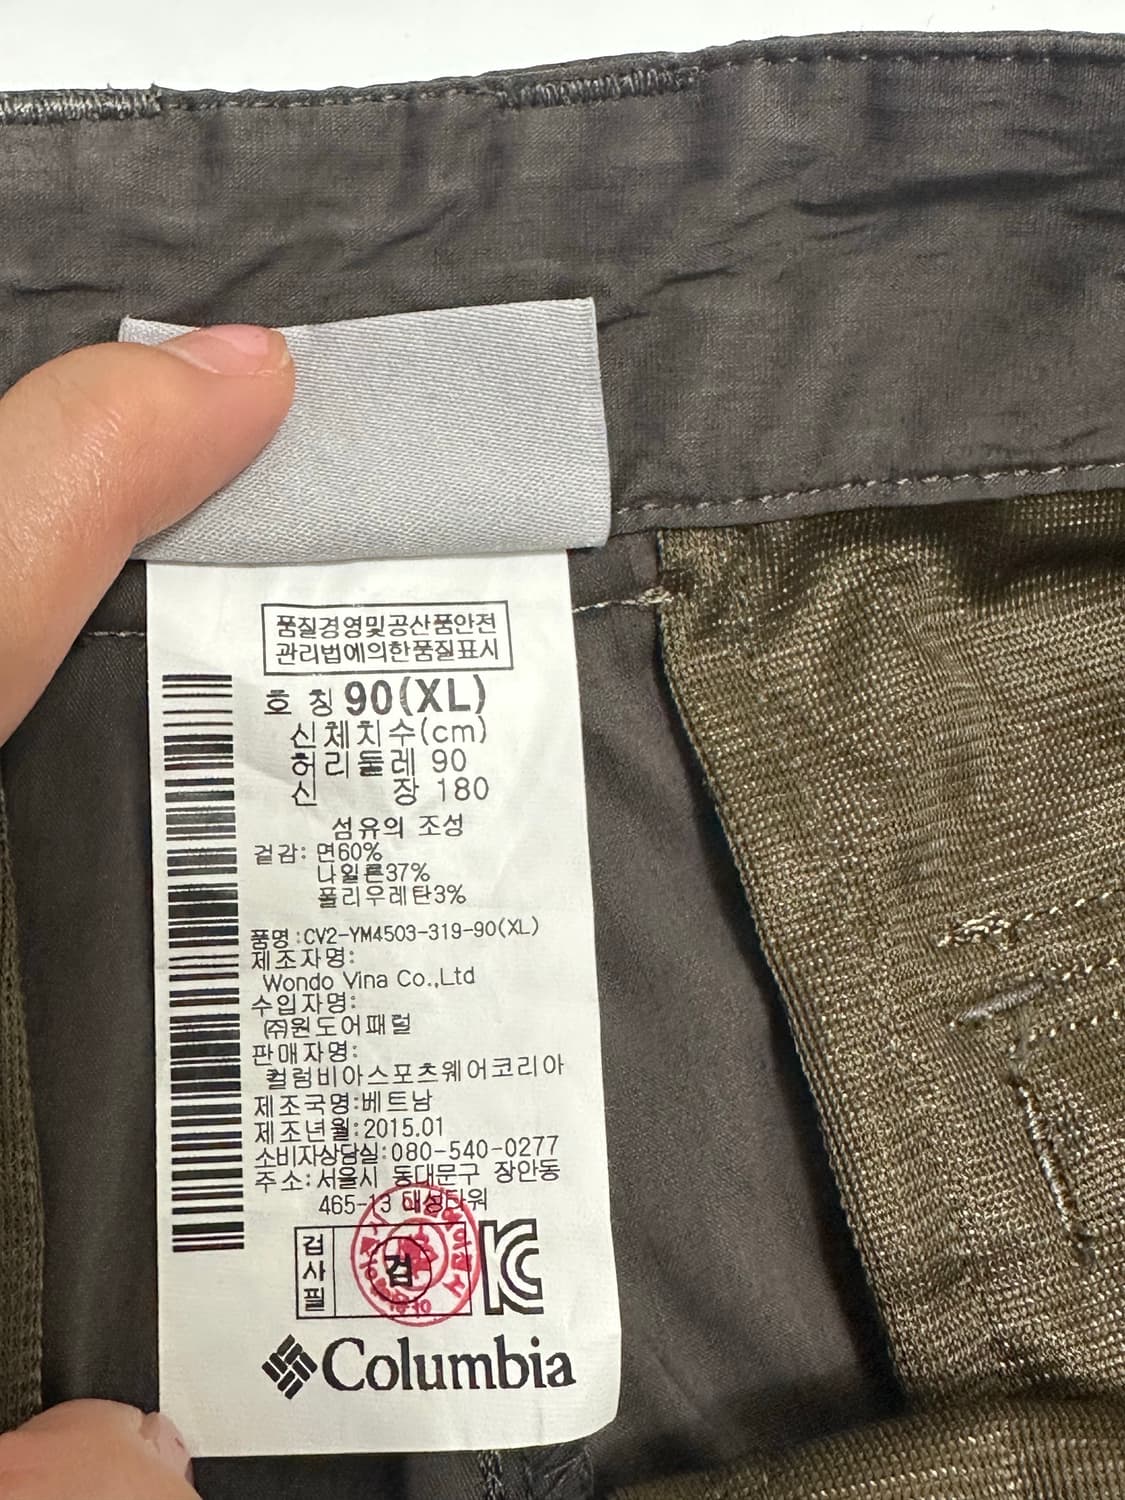 품질경영및공산품안전
관리법에의한품질표시
호 칭 90(XL)
신체치수(cm)
허리둘레 90
신 장 180
섬유의 조성
겉감: 면60%
나일론37%
폴리우레탄3%
품명:CV2-YM4503-319-90(XL)
제조자명:
Wondo Vina Co.,Ltd
수입자명:
(주)원도어패럴
판매자명:
컬럼비아스포츠웨어코리아
제조국명:베트남
제조년월:2015.01
소비자상담실:080-540-0277
주소:서울시 동대문구 장안동
465-13 대성타워
검사필
검
KC
Columbia